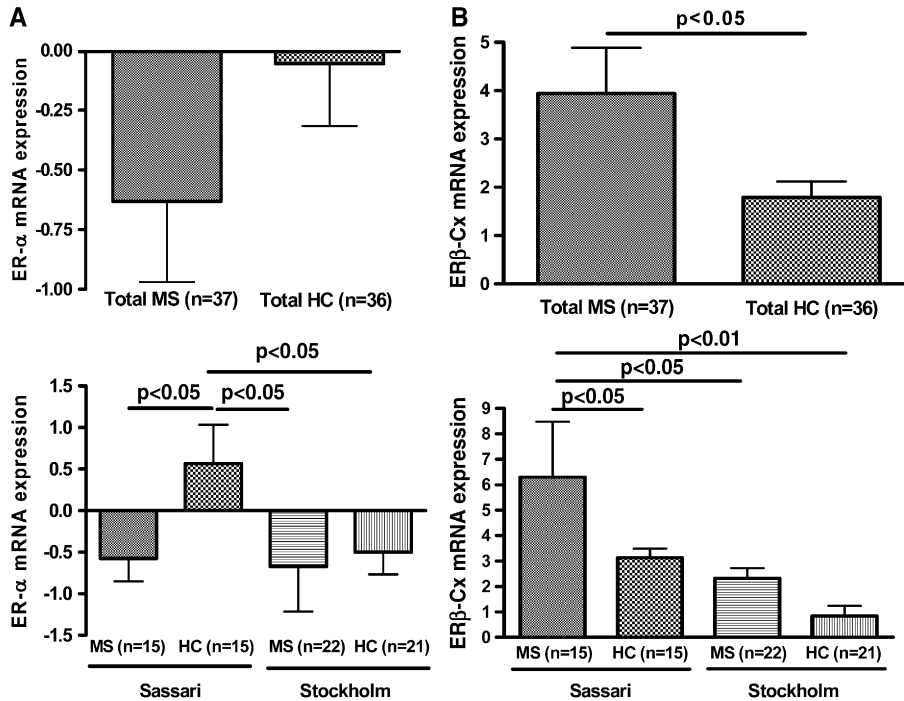 A
ER-α mRNA expression
0.00
-0.25
-0.50
-0.75
-1.00
Total MS (n=37) Total HC (n=36)
B
p<0.05
ERβ-Cx mRNA expression
5
4
3
2
1
0
Total MS (n=37) Total HC (n=36)
p<0.05
p<0.05 p<0.05
ER-α mRNA expression
1.5
1.0
0.5
0.0
-0.5
-1.0
-1.5
MS (n=15) HC (n=15) MS (n=22) HC (n=21)
Sassari Stockholm
p<0.01
p<0.05
p<0.05
ERβ-Cx mRNA expression
9
8
7
6
5
4
3
2
1
0
MS (n=15) HC (n=15) MS (n=22) HC (n=21)
Sassari Stockholm